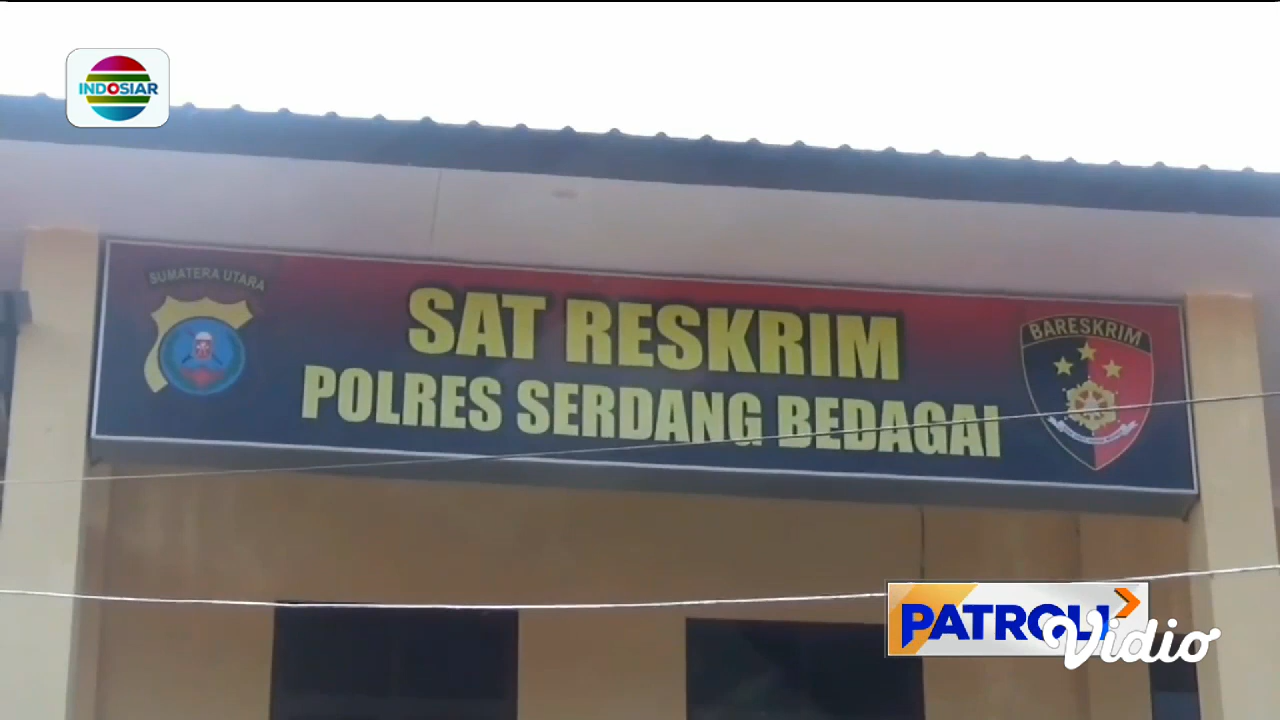 INDOSIAR
SUMATERA UTARA
SAT RESKRIM
POLRES SERDANG BEDAGAI
BARESKRIM
PATROLI
Vidio